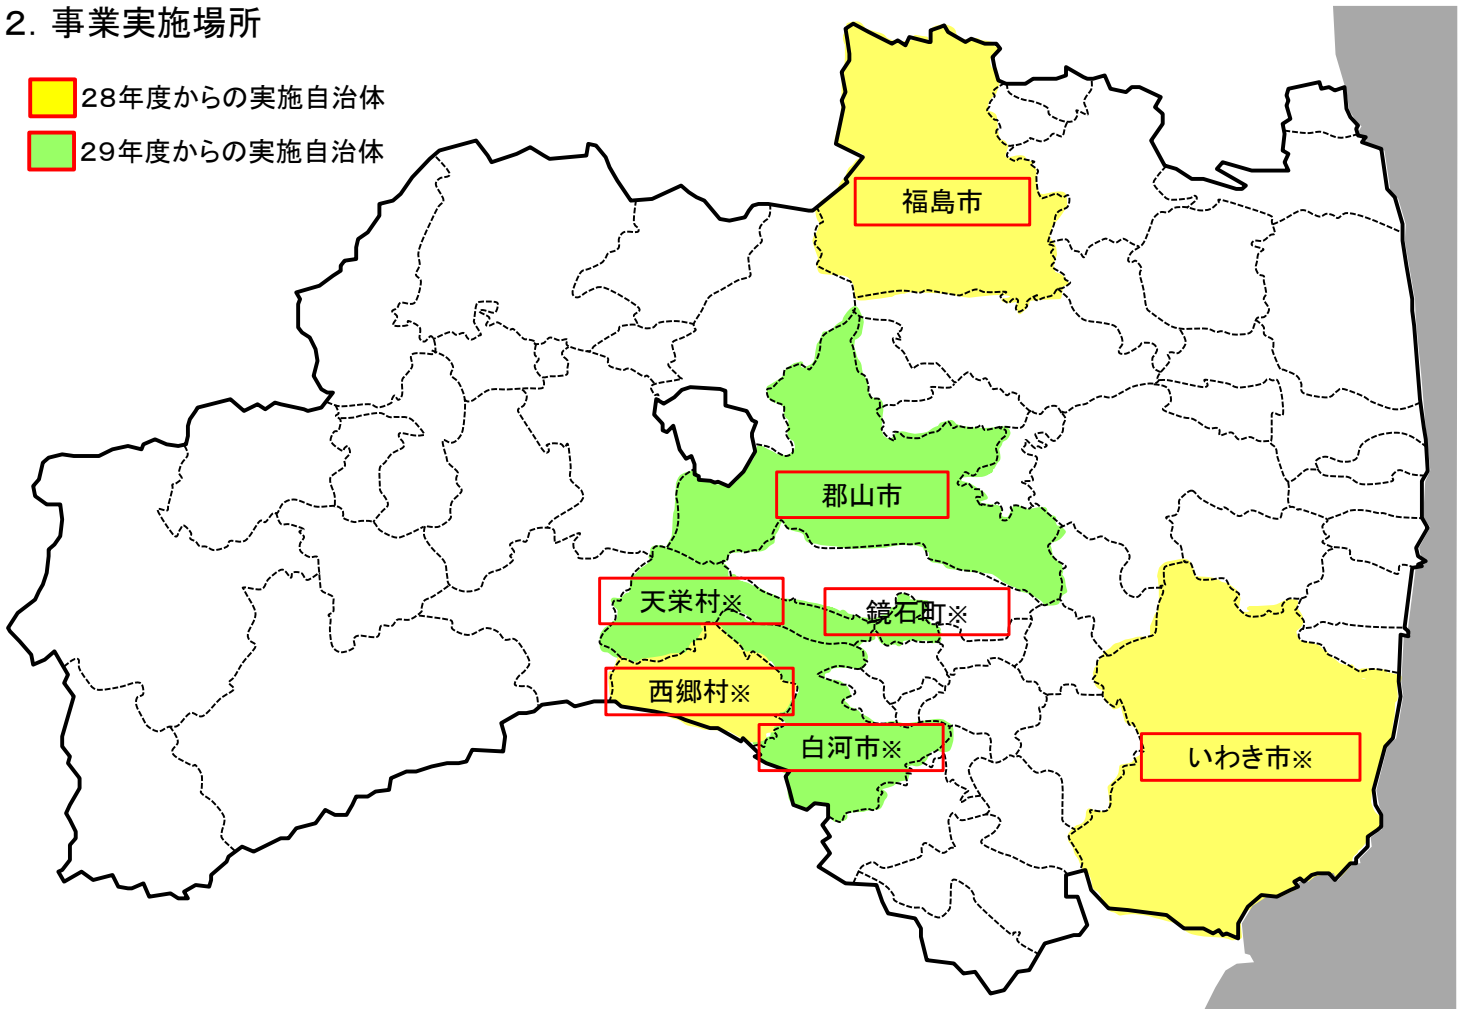 2．事業実施場所
28年度からの実施自治体
29年度からの実施自治体
福島市
郡山市
天栄村※
鏡石町※
西郷村※
白河市※
いわき市※